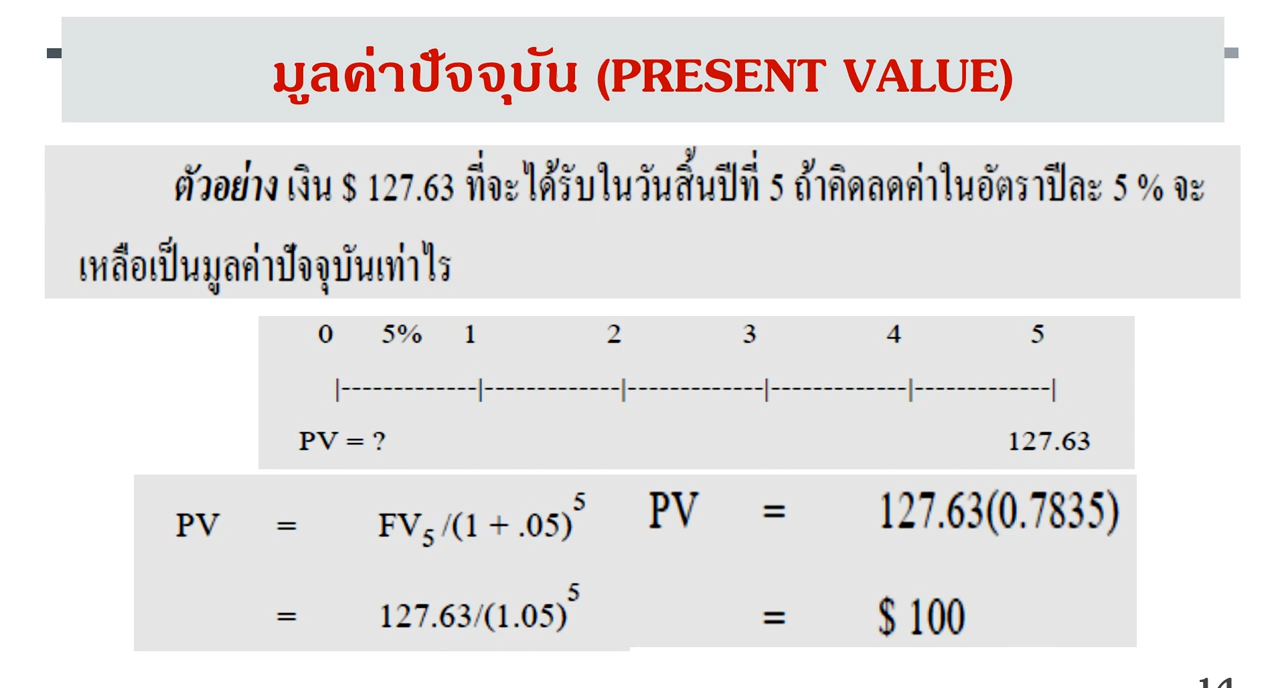 มูลค่าปัจจุบัน (PRESENT VALUE)
ตัวอย่าง เงิน $ 127.63 ที่จะได้รับในวันสิ้นปีที่ 5 ถ้าคิดลดค่าในอัตราปีละ 5 % จะ
เหลือเป็นมูลค่าปัจจุบันเท่าไร
0 5% 1 2 3 4 5
|-------------|-------------|-------------|-------------|-------------|
PV = ? 127.63
PV = FV₅ /(1 + .05)⁵
= 127.63/(1.05)⁵
PV = 127.63(0.7835)
= $ 100